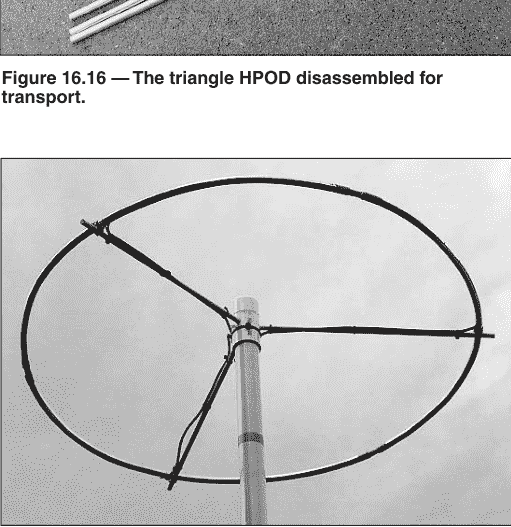 Figure 16.16 — The triangle HPOD disassembled for
transport.